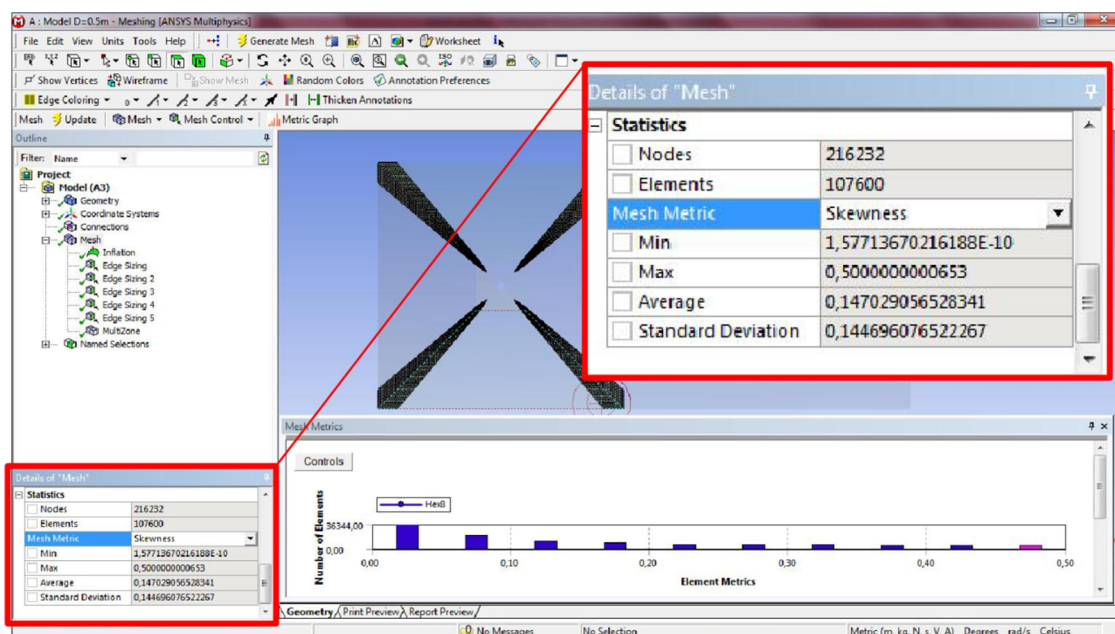 A : Model D=0.5m - Meshing [ANSYS Multiphysics]
File Edit View Units Tools Help Generate Mesh Worksheet
Show Vertices Wireframe Show Mesh Random Colors Annotation Preferences
Edge Coloring Thicken Annotations
Mesh Update Mesh Mesh Control Metric Graph
Outline
Filter: Name
Project
Model (A3)
Geometry
Coordinate Systems
Connections
Mesh
Inflation
Edge Sizing
Edge Sizing 2
Edge Sizing 3
Edge Sizing 4
Edge Sizing 5
MultiZone
Named Selections
Details of "Mesh"
Statistics
Nodes 216232
Elements 107600
Mesh Metric Skewness
Min 1,57713670216188E-10
Max 0,5000000000653
Average 0,147029056528341
Standard Deviation 0,144696076522267
Details of "Mesh"
Statistics
Nodes 216232
Elements 107600
Mesh Metric Skewness
Min 1,57713670216188E-10
Max 0,5000000000653
Average 0,147029056528341
Standard Deviation 0,144696076522267
Mesh Metrics
Controls
Hex8
Number of Elements
36344,00
0,00
0,00 0,10 0,20 0,30 0,40 0,50
Element Metrics
Geometry Print Preview Report Preview
0 No Messages No Selection Metric (m, kg, N, s, V, A) Degrees rad/s Celsius